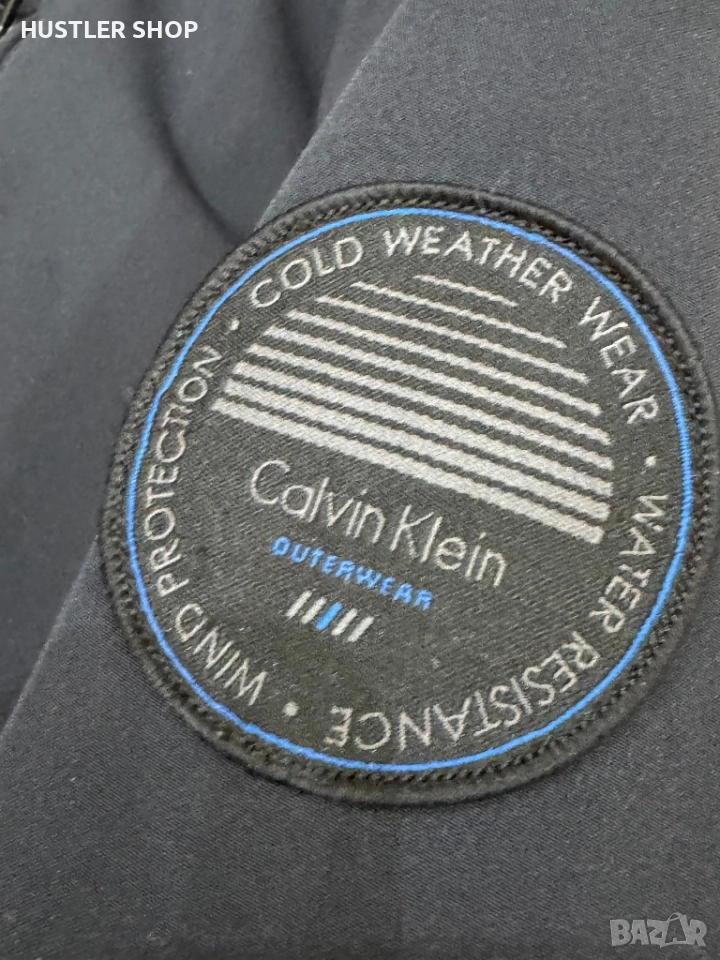 HUSTLER SHOP
COLD WEATHER WEAR • WATER RESISTANCE • WIND PROTECTION •
Calvin Klein
OUTERWEAR
BAZAR